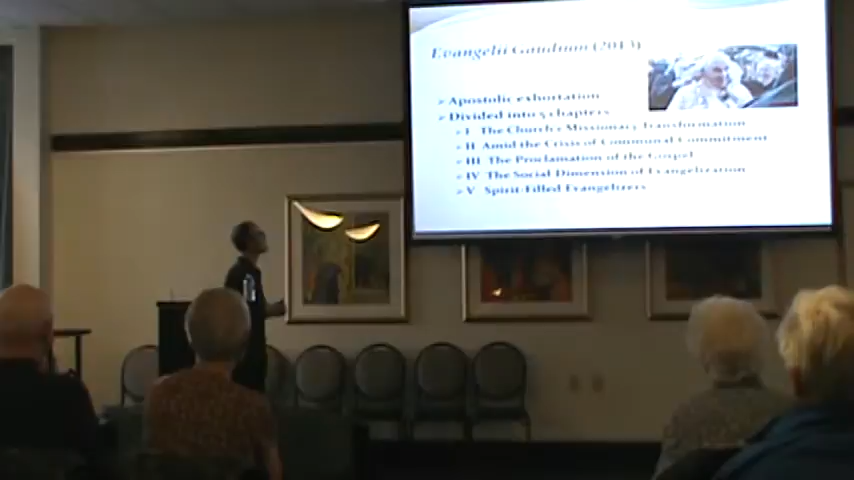 Evangelii Gaudium (2013)
➢ Apostolic exhortation
➢ Divided into 5 chapters
➢ I The Church's Missionary Transformation
➢ II Amid the Crisis of Communal Commitment
➢ III The Proclamation of the Gospel
➢ IV The Social Dimension of Evangelization
➢ V Spirit-Filled Evangelizers